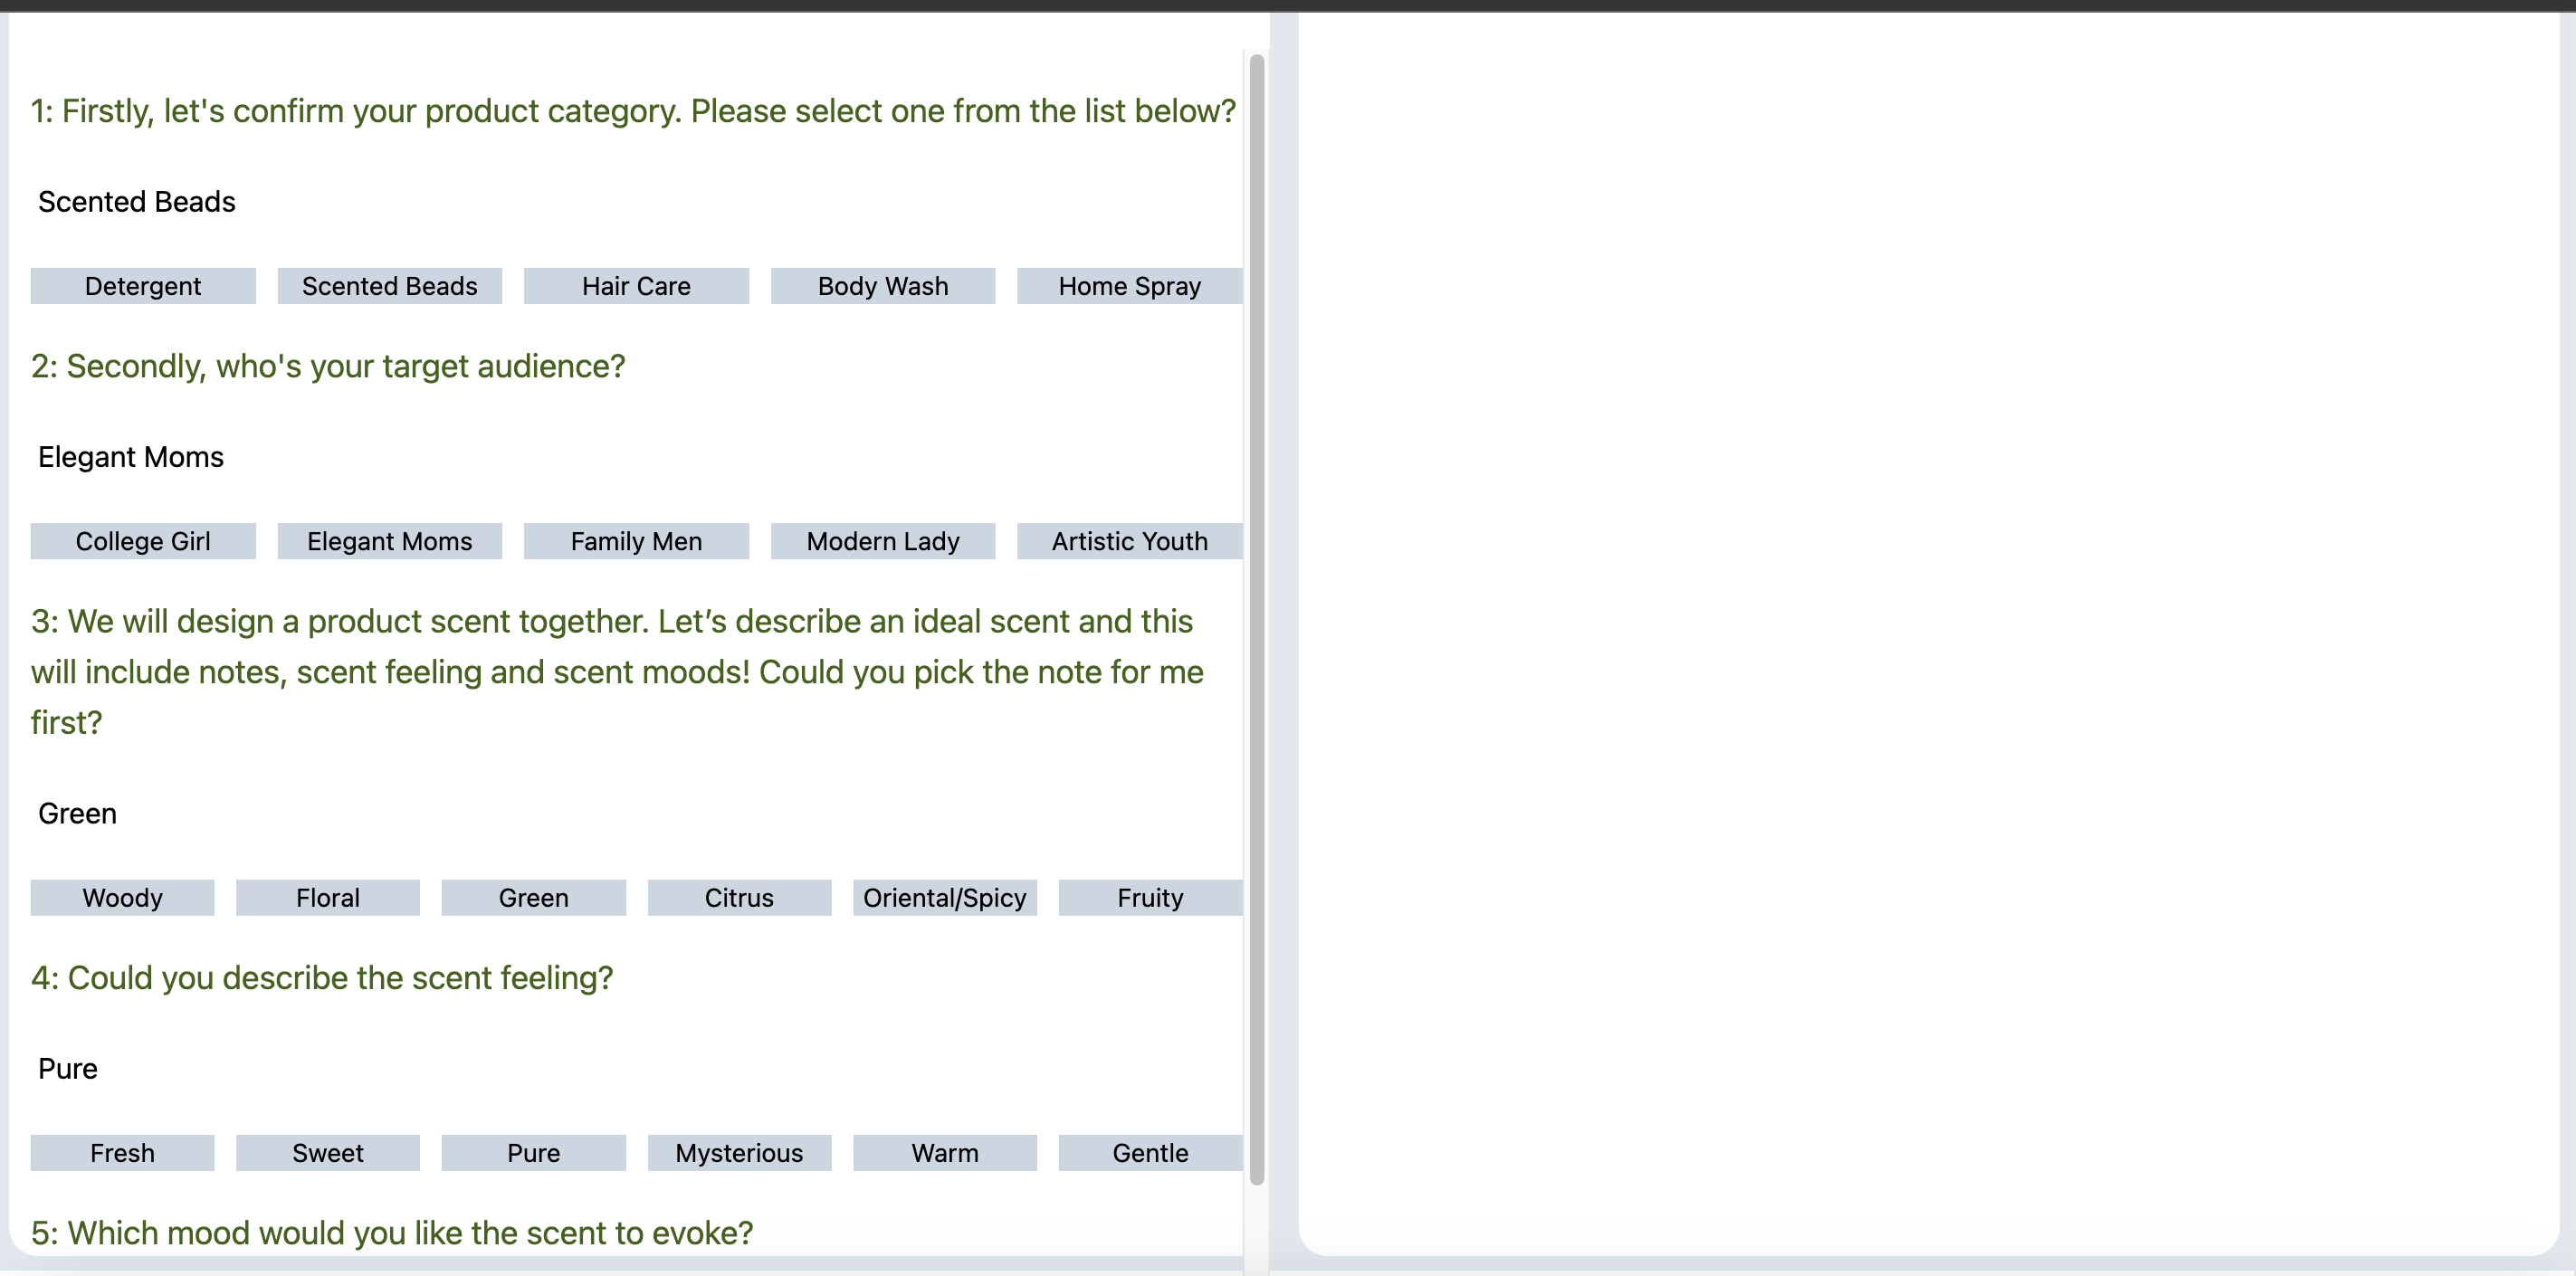 1: Firstly, let's confirm your product category. Please select one from the list below?
Scented Beads
Detergent Scented Beads Hair Care Body Wash Home Spray
2: Secondly, who's your target audience?
Elegant Moms
College Girl Elegant Moms Family Men Modern Lady Artistic Youth
3: We will design a product scent together. Let’s describe an ideal scent and this
will include notes, scent feeling and scent moods! Could you pick the note for me
first?
Green
Woody Floral Green Citrus Oriental/Spicy Fruity
4: Could you describe the scent feeling?
Pure
Fresh Sweet Pure Mysterious Warm Gentle
5: Which mood would you like the scent to evoke?